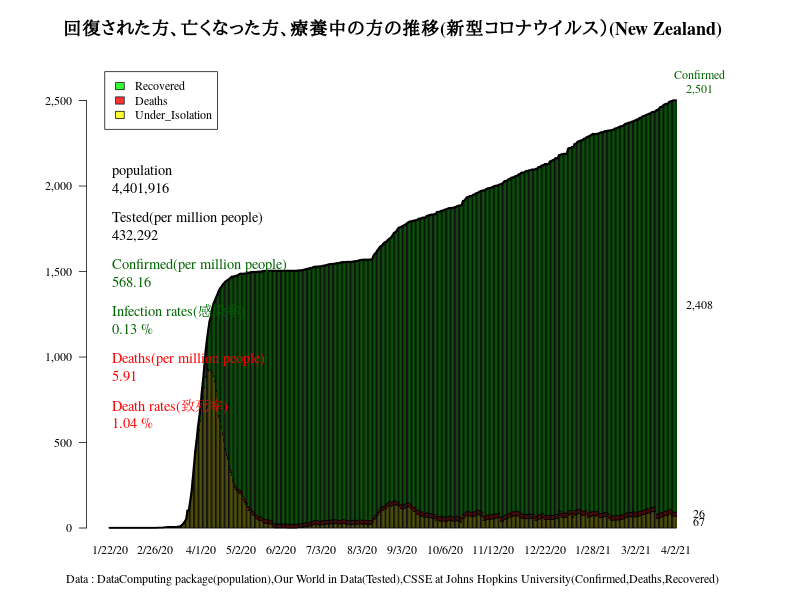 回復された方、亡くなった方、療養中の方の推移(新型コロナウイルス）(New Zealand)
Confirmed
2,501
Recovered
Deaths
Under_Isolation
2,500
2,000
1,500
1,000
500
0
population
4,401,916
Tested(per million people)
432,292
Confirmed(per million people)
568.16
Infection rates(感染率)
0.13 %
Deaths(per million people)
5.91
Death rates(致死率)
1.04 %
2,408
26
67
1/22/20 2/26/20 4/1/20 5/2/20 6/2/20 7/3/20 8/3/20 9/3/20 10/6/20 11/12/20 12/22/20 1/28/21 3/2/21 4/2/21
Data : DataComputing package(population),Our World in Data(Tested),CSSE at Johns Hopkins University(Confirmed,Deaths,Recovered)